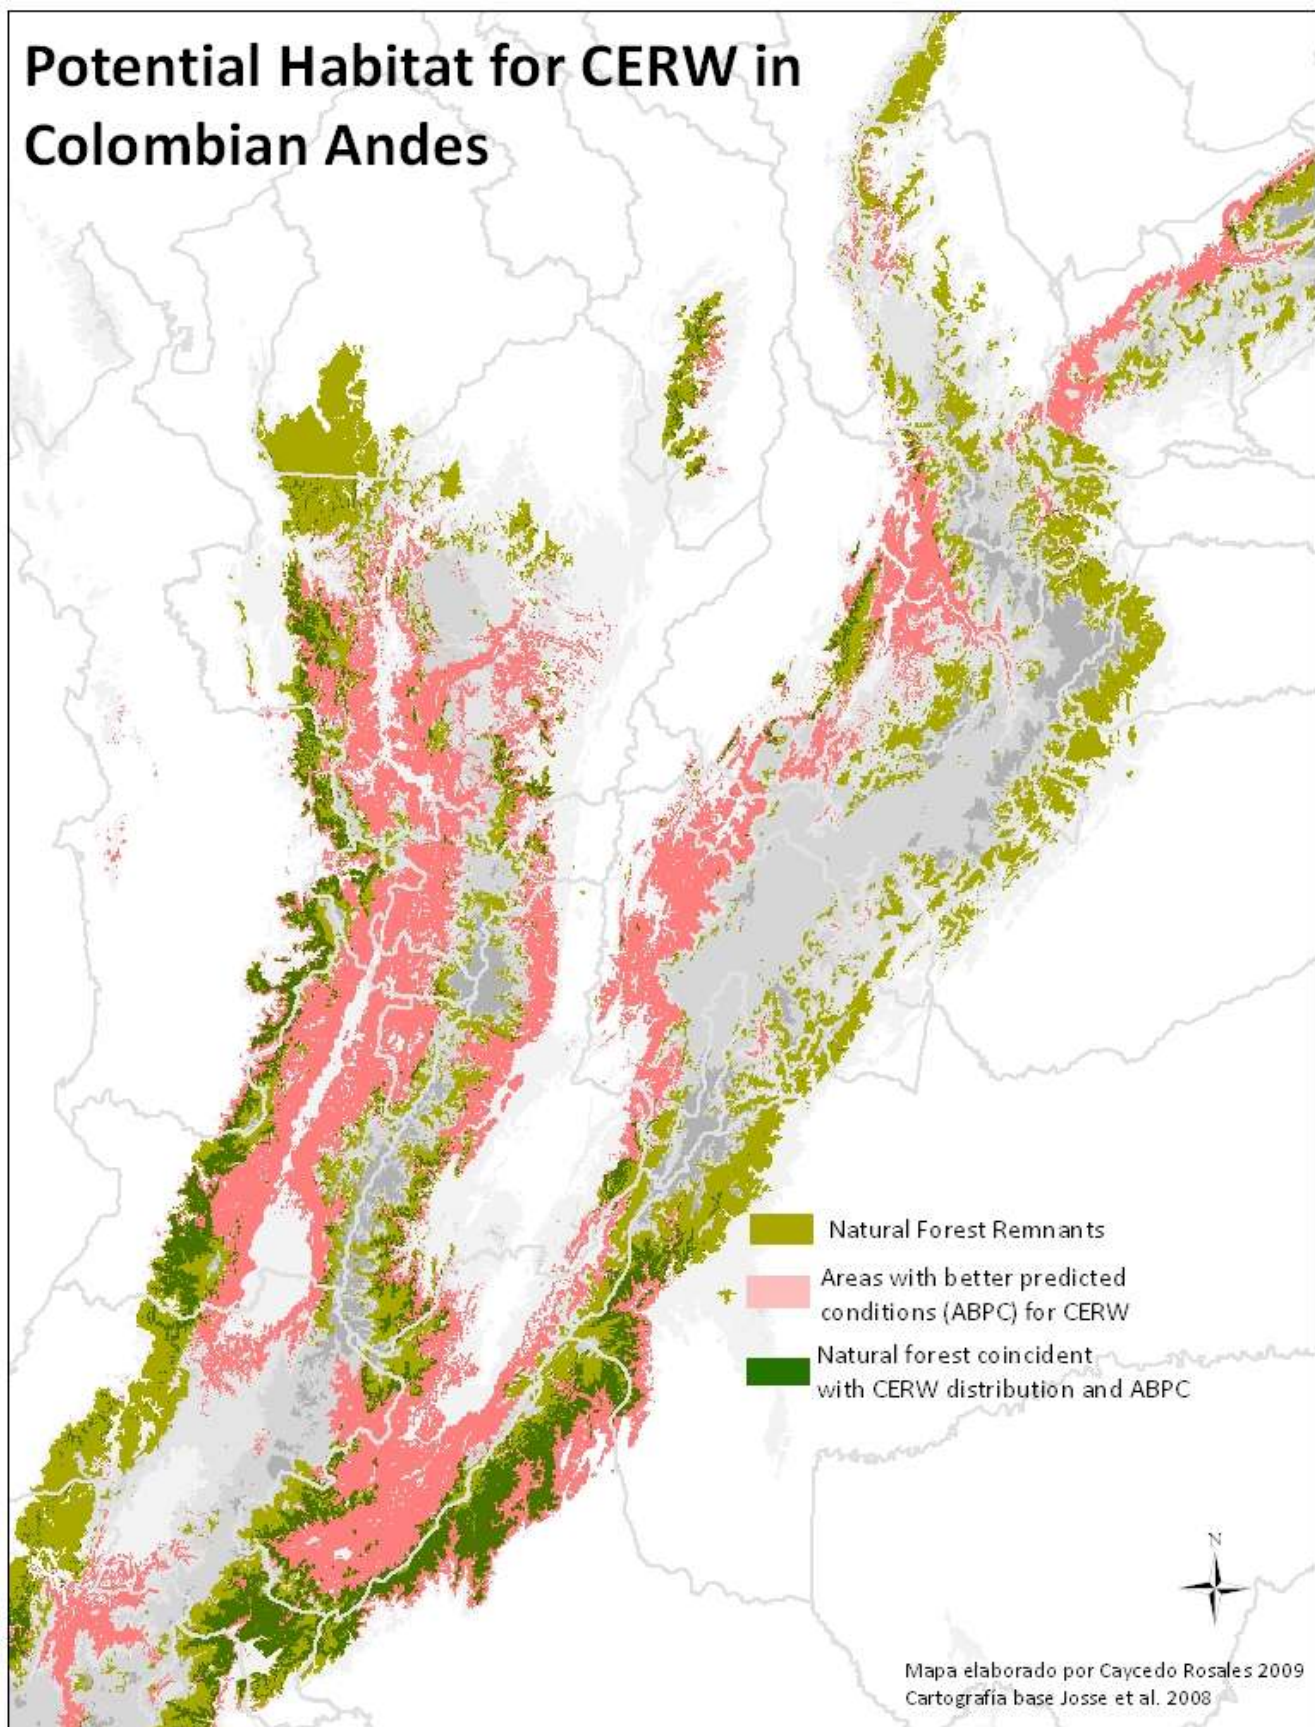 Potential Habitat for CERW in
Colombian Andes
Natural Forest Remnants
Areas with better predicted
conditions (ABPC) for CERW
Natural forest coincident
with CERW distribution and ABPC
N
Mapa elaborado por Caycedo Rosales 2009
Cartografía base Josse et al. 2008